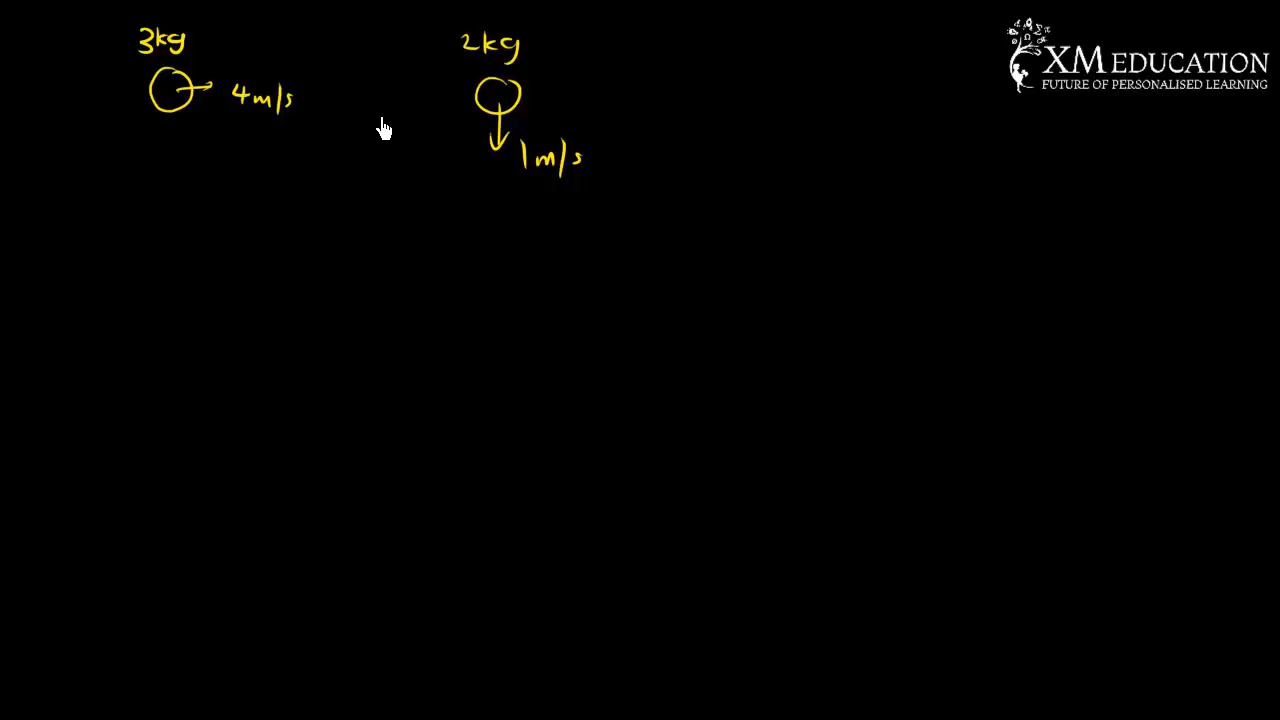 3kg
4m/s
2kg
1m/s
XM EDUCATION
FUTURE OF PERSONALISED LEARNING